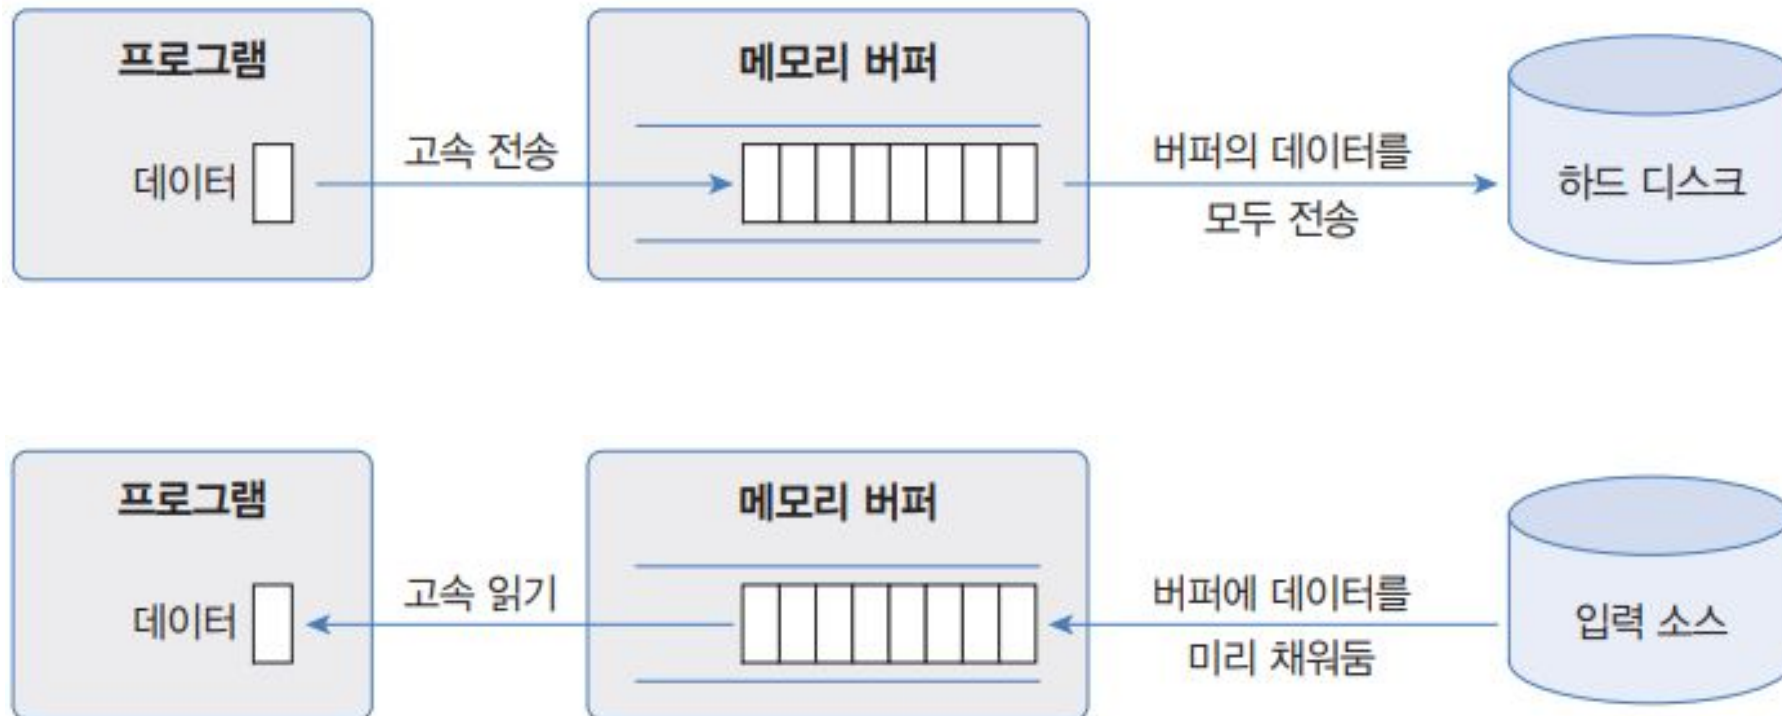 프로그램
메모리 버퍼
데이터
고속 전송
버퍼의 데이터를
모두 전송
하드 디스크
프로그램
메모리 버퍼
데이터
고속 읽기
버퍼에 데이터를
미리 채워둠
입력 소스